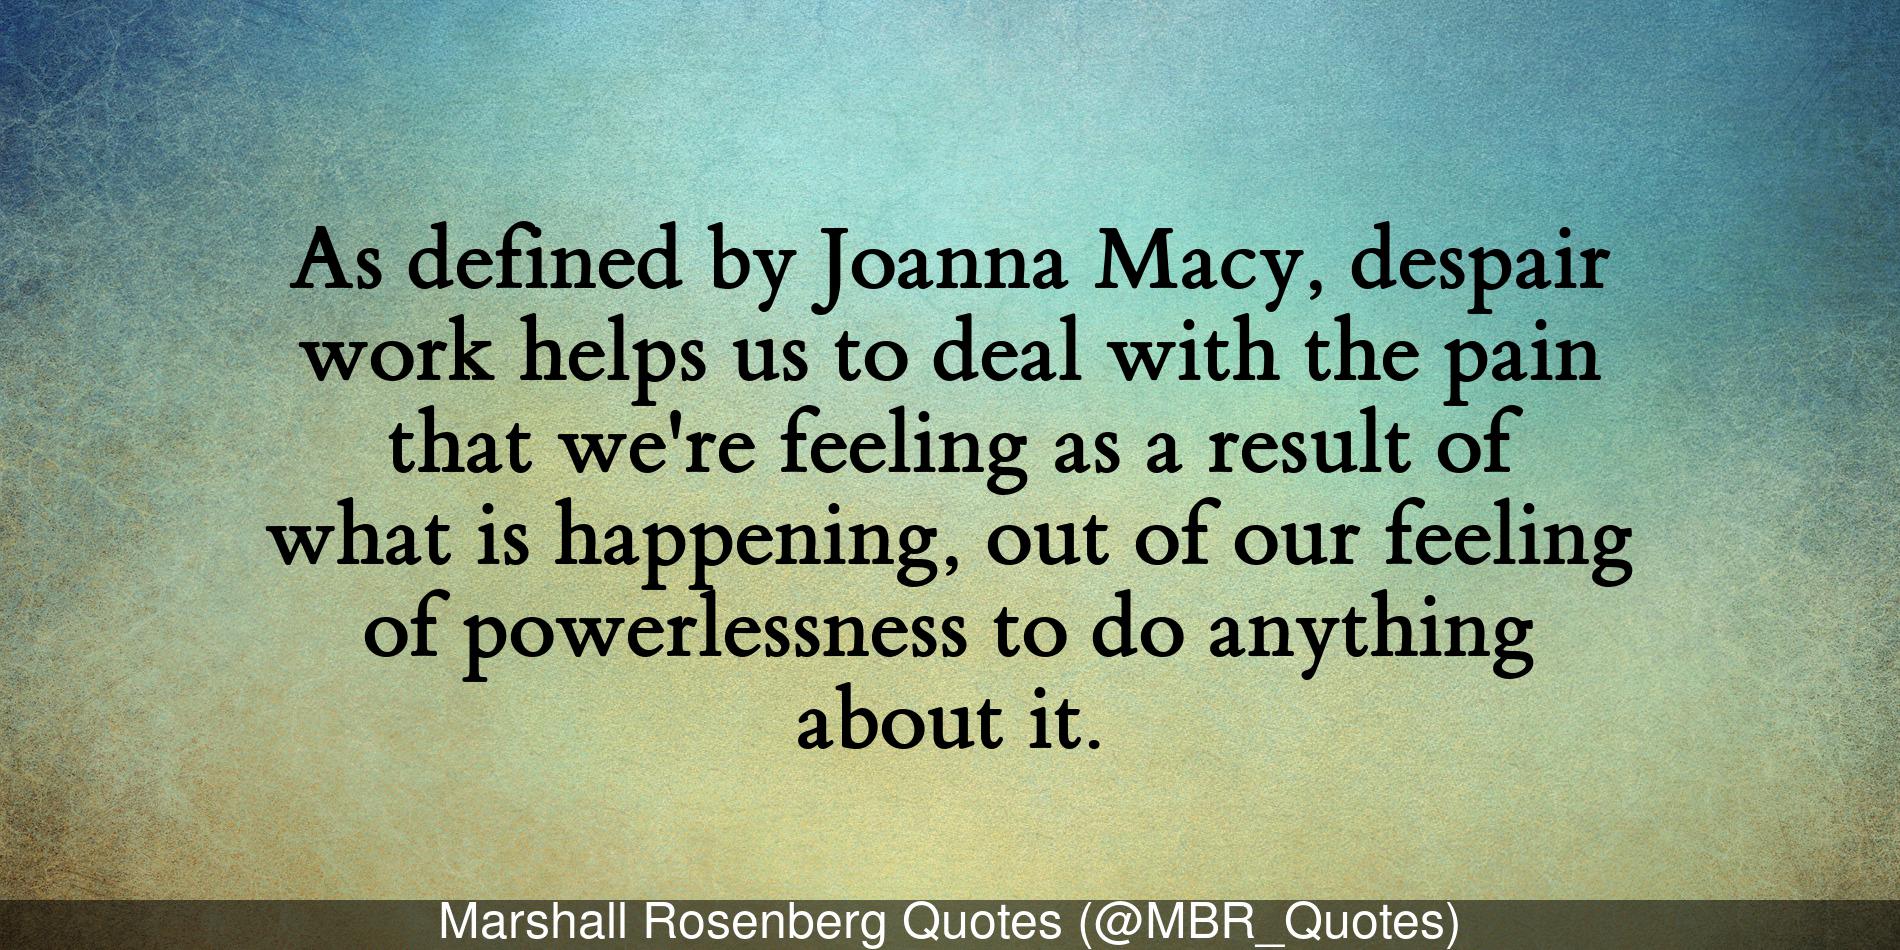 As defined by Joanna Macy, despair
work helps us to deal with the pain
that we're feeling as a result of
what is happening, out of our feeling
of powerlessness to do anything
about it.
Marshall Rosenberg Quotes (@MBR_Quotes)